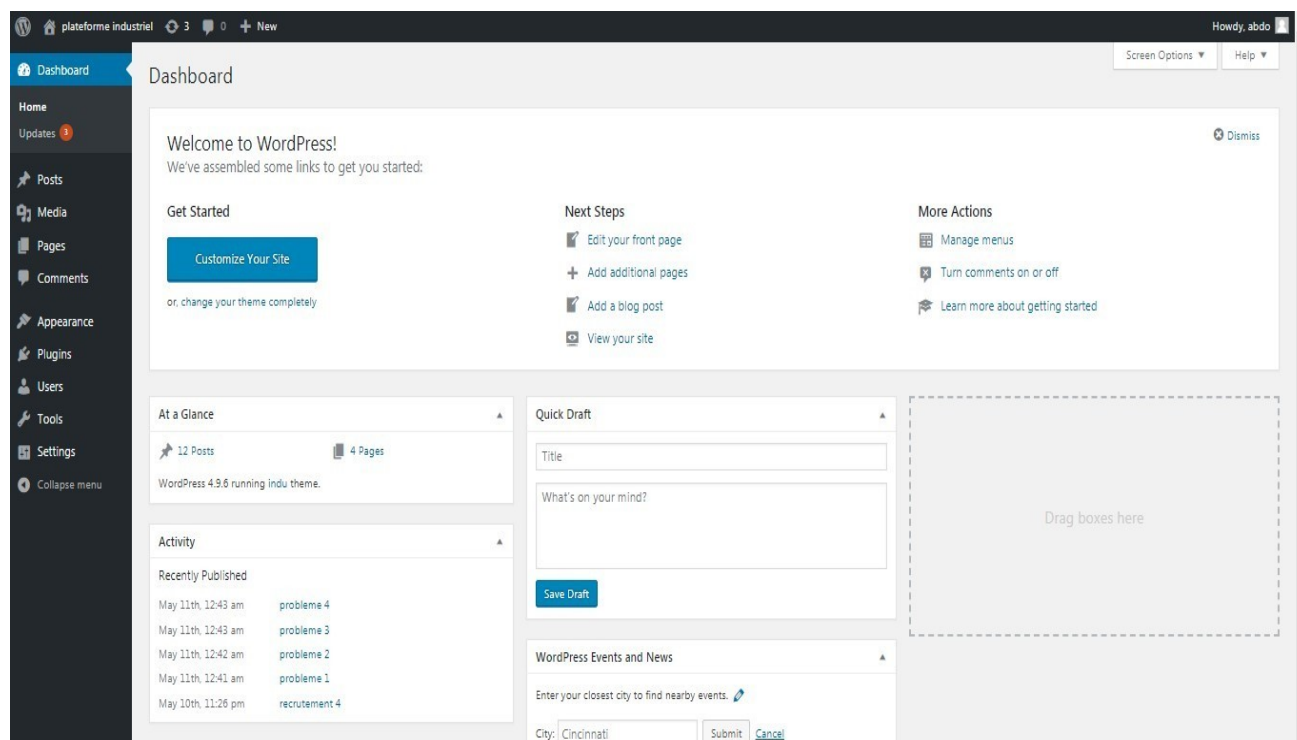 plateforme industriel 3 0 New Howdy, abdo
Screen Options Help
Dashboard
Home
Updates 3
Posts
Media
Pages
Comments
Appearance
Plugins
Users
Tools
Settings
Collapse menu
Dashboard
Welcome to WordPress!
We've assembled some links to get you started:
Dismiss
Get Started
Customize Your Site
or, change your theme completely
Next Steps
Edit your front page
Add additional pages
Add a blog post
View your site
More Actions
Manage menus
Turn comments on or off
Learn more about getting started
At a Glance
12 Posts 4 Pages
WordPress 4.9.6 running indu theme.
Activity
Recently Published
May 11th, 12:43 am probleme 4
May 11th, 12:43 am probleme 3
May 11th, 12:42 am probleme 2
May 11th, 12:41 am probleme 1
May 10th, 11:26 pm recrutement 4
Quick Draft
Title
What's on your mind?
Save Draft
WordPress Events and News
Enter your closest city to find nearby events.
City: Cincinnati Submit Cancel
Drag boxes here